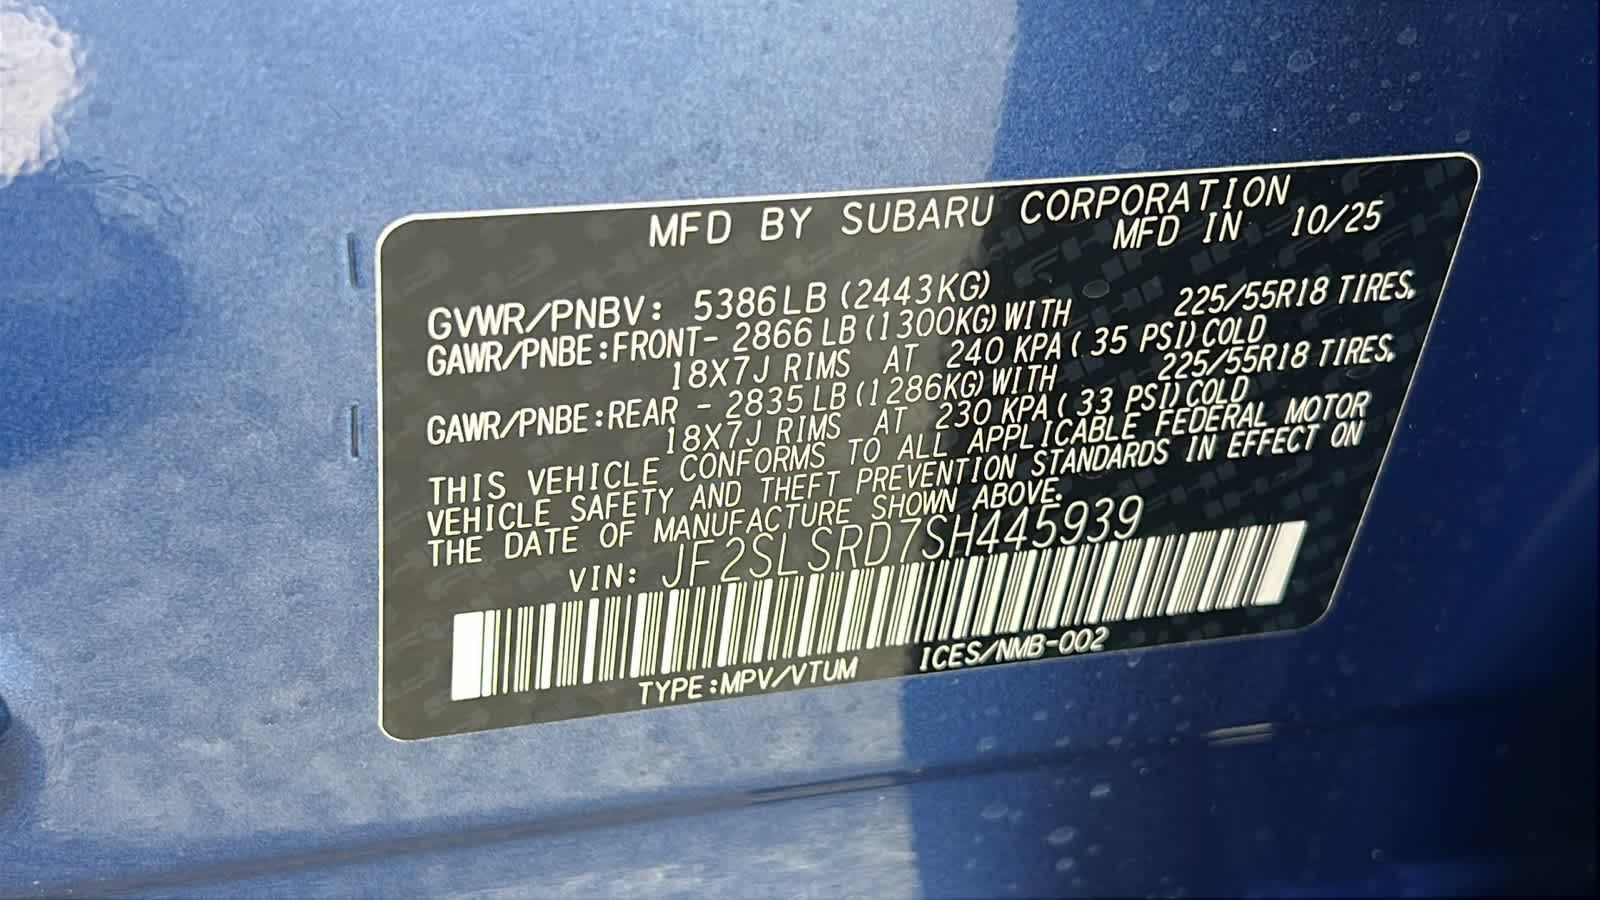 MFD BY SUBARU CORPORATION
MFD IN 10/25
GVWR/PNBV: 5386LB (2443KG)
GAWR/PNBE:FRONT- 2866 LB (1300KG) WITH 225/55R18 TIRES,
18X7J RIMS AT 240 KPA ( 35 PSI) COLD
GAWR/PNBE:REAR - 2835 LB (1286KG) WITH 225/55R18 TIRES,
18X7J RIMS AT 230 KPA ( 33 PSI) COLD
THIS VEHICLE CONFORMS TO ALL APPLICABLE FEDERAL MOTOR
VEHICLE SAFETY AND THEFT PREVENTION STANDARDS IN EFFECT ON
THE DATE OF MANUFACTURE SHOWN ABOVE.
VIN: JF2SLSRD7SH445939
TYPE:MPV/VTUM ICES/NMB-002